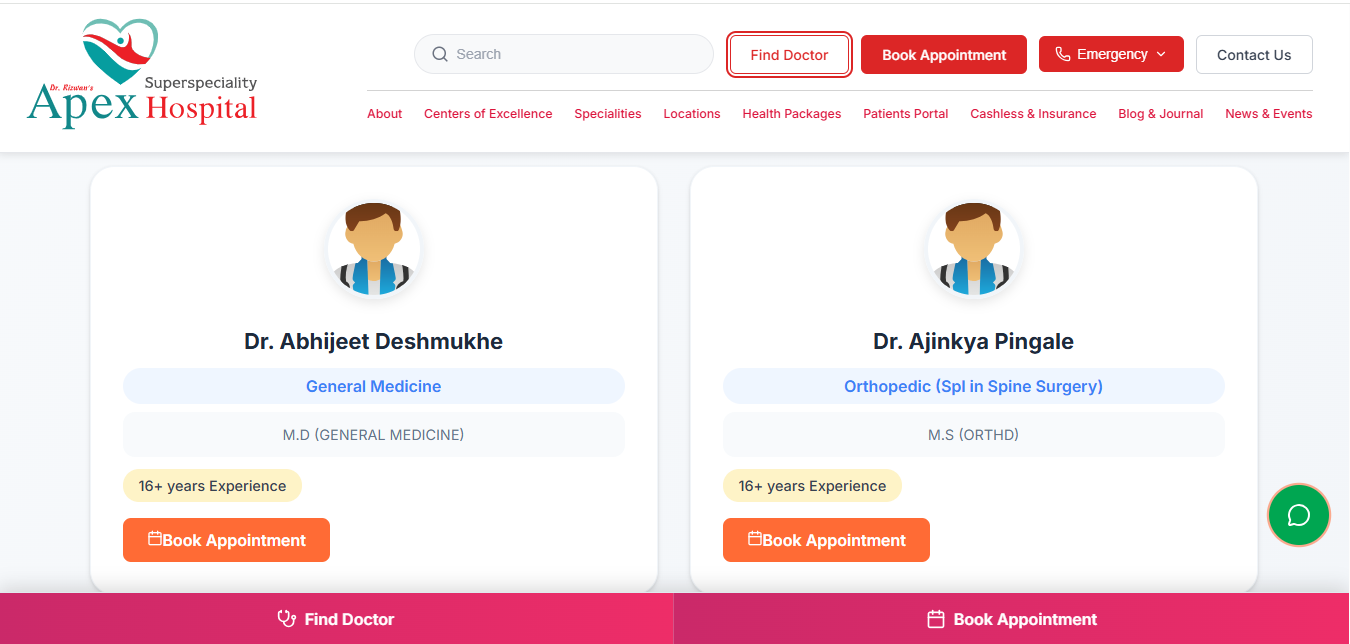 Dr. Rizwan's
Superspeciality
Apex Hospital
Search
Find Doctor
Book Appointment
Emergency
Contact Us
About
Centers of Excellence
Specialities
Locations
Health Packages
Patients Portal
Cashless & Insurance
Blog & Journal
News & Events
Dr. Abhijeet Deshmukhe
General Medicine
M.D (GENERAL MEDICINE)
16+ years Experience
Book Appointment
Dr. Ajinkya Pingale
Orthopedic (Spl in Spine Surgery)
M.S (ORTHD)
16+ years Experience
Book Appointment
Find Doctor
Book Appointment